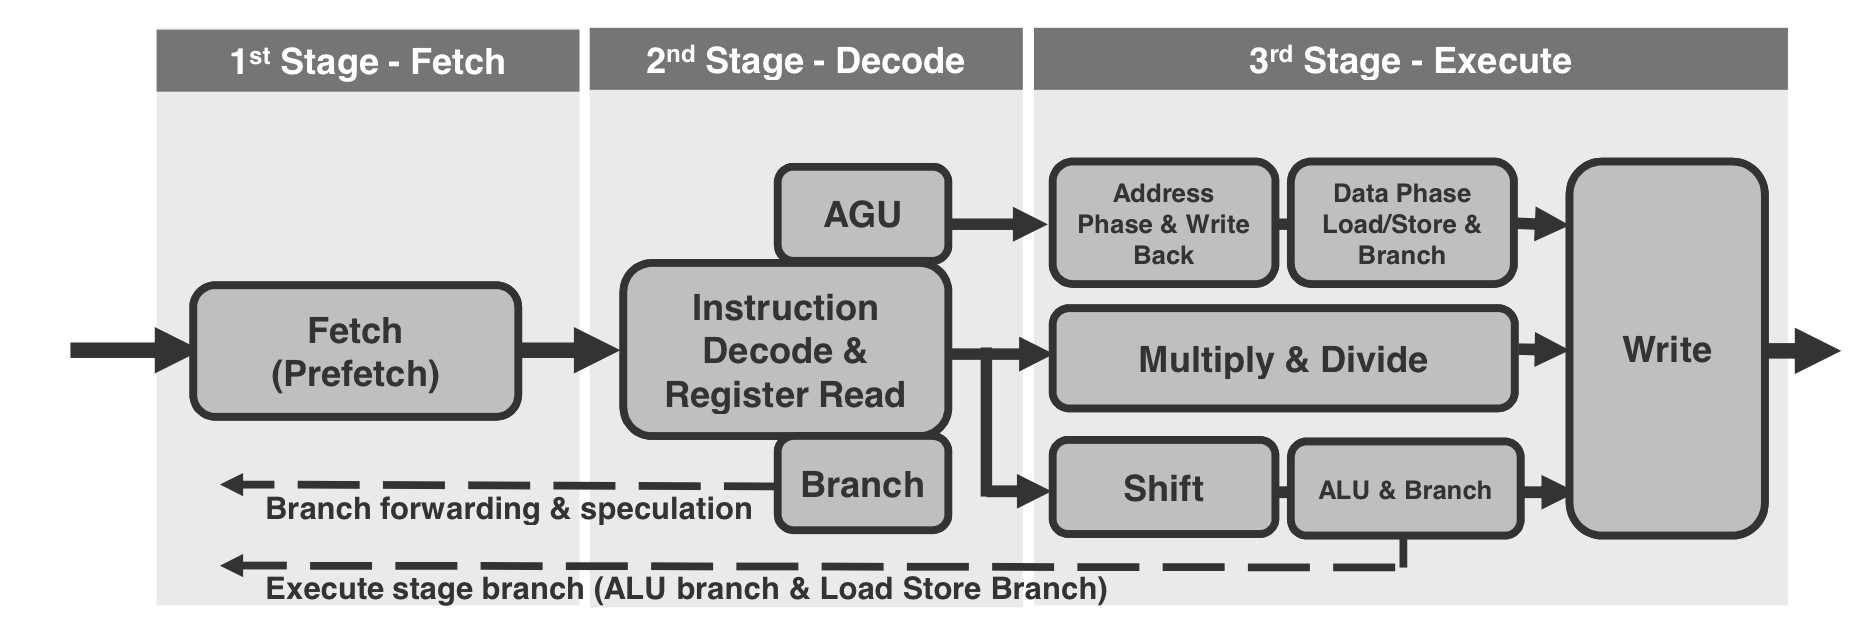 1st Stage - Fetch
2nd Stage - Decode
3rd Stage - Execute
Fetch
(Prefetch)
AGU
Instruction
Decode &
Register Read
Branch
Address
Phase & Write
Back
Data Phase
Load/Store &
Branch
Multiply & Divide
Shift
ALU & Branch
Write
Branch forwarding & speculation
Execute stage branch (ALU branch & Load Store Branch)